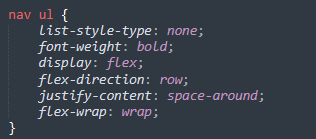 nav ul {
    list-style-type: none;
    font-weight: bold;
    display: flex;
    flex-direction: row;
    justify-content: space-around;
    flex-wrap: wrap;
}